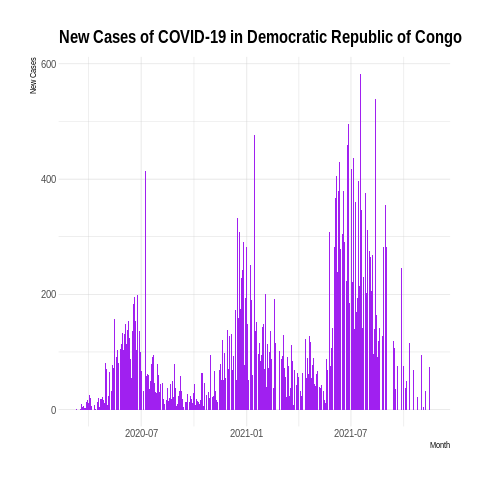 New Cases of COVID-19 in Democratic Republic of Congo
New Cases
600
400
200
0
2020-07
2021-01
2021-07
Month